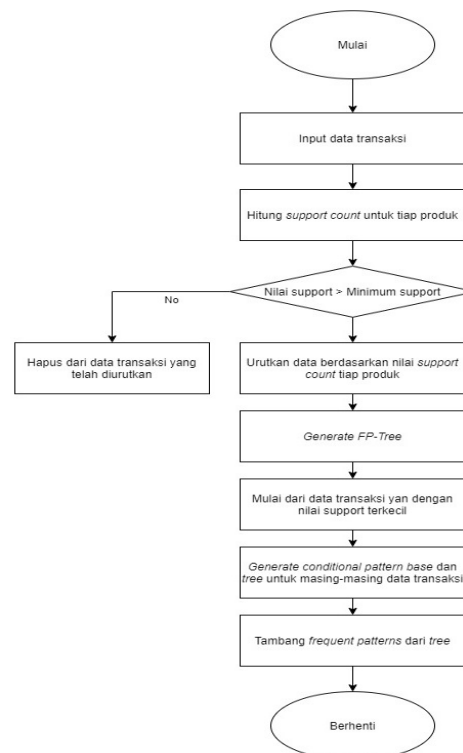 Mulai
Input data transaksi
Hitung support count untuk tiap produk
Nilai support > Minimum support
No
Hapus dari data transaksi yang
telah diurutkan
Urutkan data berdasarkan nilai support
count tiap produk
Generate FP-Tree
Mulai dari data transaksi yan dengan
nilai support terkecil
Generate conditional pattern base dan
tree untuk masing-masing data transaksi
Tambang frequent patterns dari tree
Berhenti